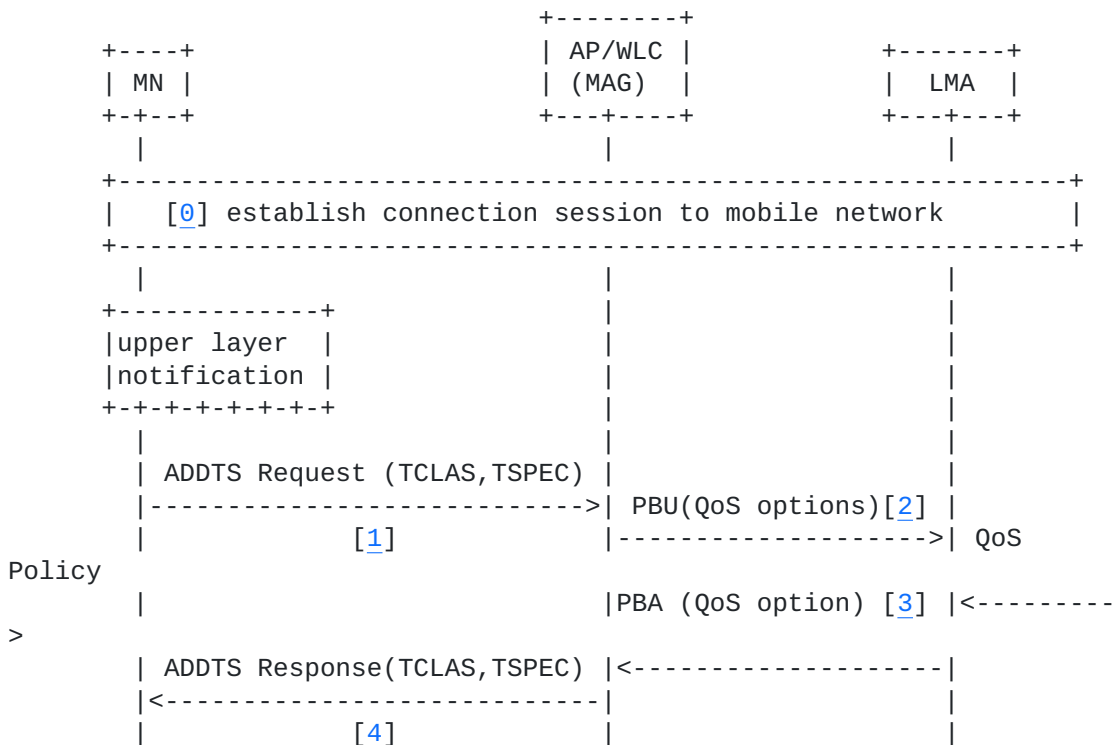 +--------+
      +----+                      | AP/WLC |            +-------+
      | MN |                      | (MAG)  |            |  LMA  |
      +-+--+                      +---+----+            +---+---+
        |                             |                     |
      +-------------------------------------------------------------+
      |   [0] establish connection session to mobile network        |
      +-------------------------------------------------------------+
        |                             |                     |
      +-------------+                 |                     |
      |upper layer  |                 |                     |
      |notification |                 |                     |
      +-+-+-+-+-+-+-+                 |                     |
        |                             |                     |
        | ADDTS Request (TCLAS,TSPEC) |                     |
        |---------------------------->| PBU(QoS options)[2] |
        |             [1]             |-------------------->| QoS
Policy
        |                             |PBA (QoS option) [3] |<---------
>
        | ADDTS Response(TCLAS,TSPEC) |<--------------------|
        |<----------------------------|                     |
        |             [4]             |                     |